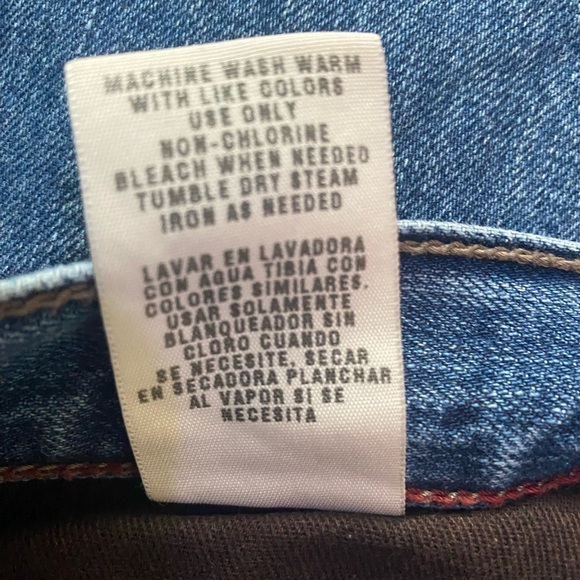 MACHINE WASH WARM
WITH LIKE COLORS
USE ONLY
NON-CHLORINE
BLEACH WHEN NEEDED
TUMBLE DRY STEAM
IRON AS NEEDED
LAVAR EN LAVADORA
CON AGUA TIBIA CON
COLORES SIMILARES.
USAR SOLAMENTE
BLANQUEADOR SIN
CLORO CUANDO
SE NECESITE. SECAR
EN SECADORA PLANCHAR
AL VAPOR SI SE
NECESITA